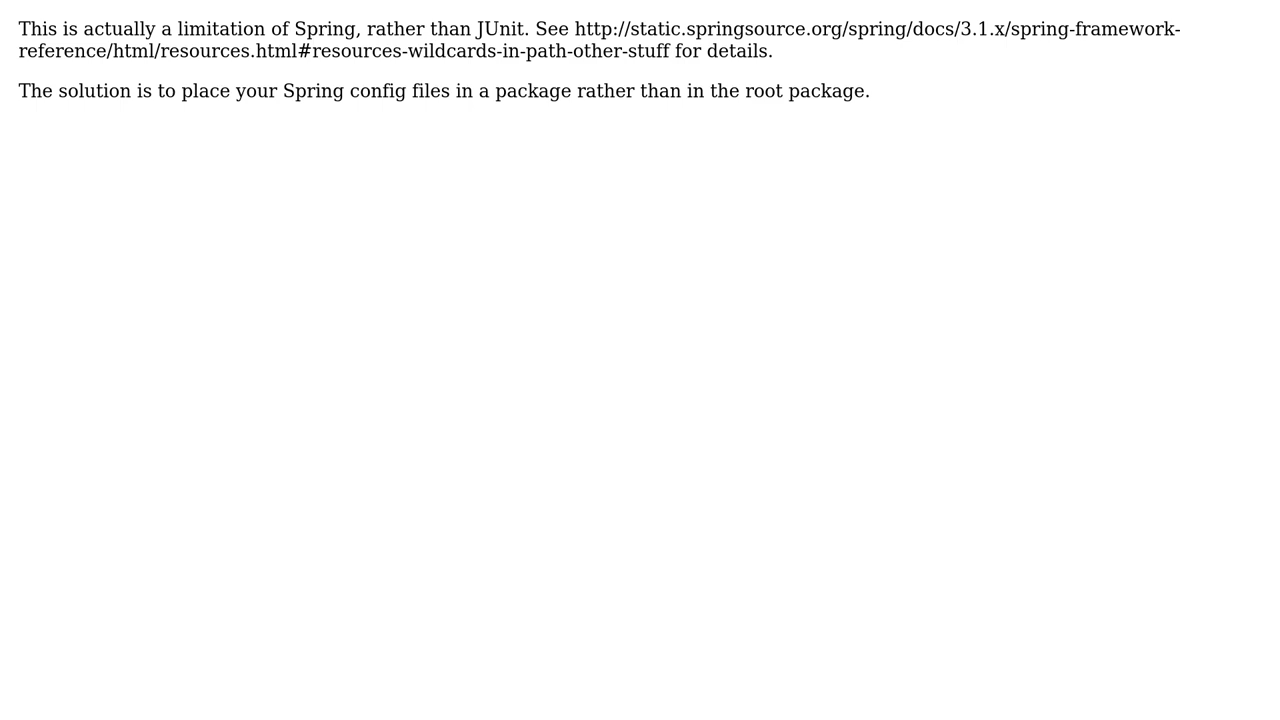 This is actually a limitation of Spring, rather than JUnit. See http://static.springsource.org/spring/docs/3.1.x/spring-framework-
reference/html/resources.html#resources-wildcards-in-path-other-stuff for details.
The solution is to place your Spring config files in a package rather than in the root package.